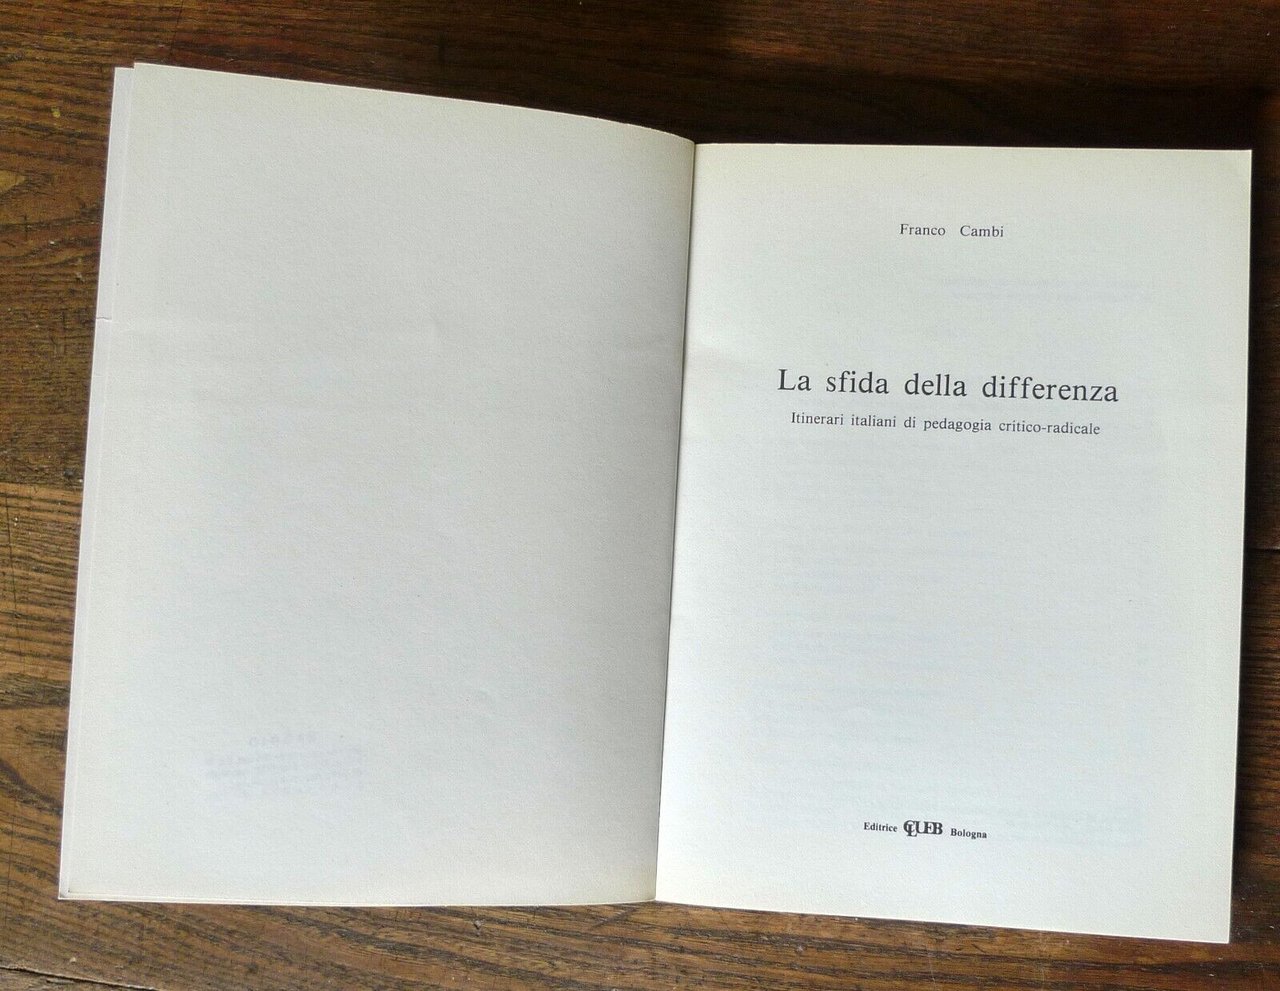 Franco Cambi
La sfida della differenza
Itinerari italiani di pedagogia critico-radicale
Editrice CLUEB Bologna